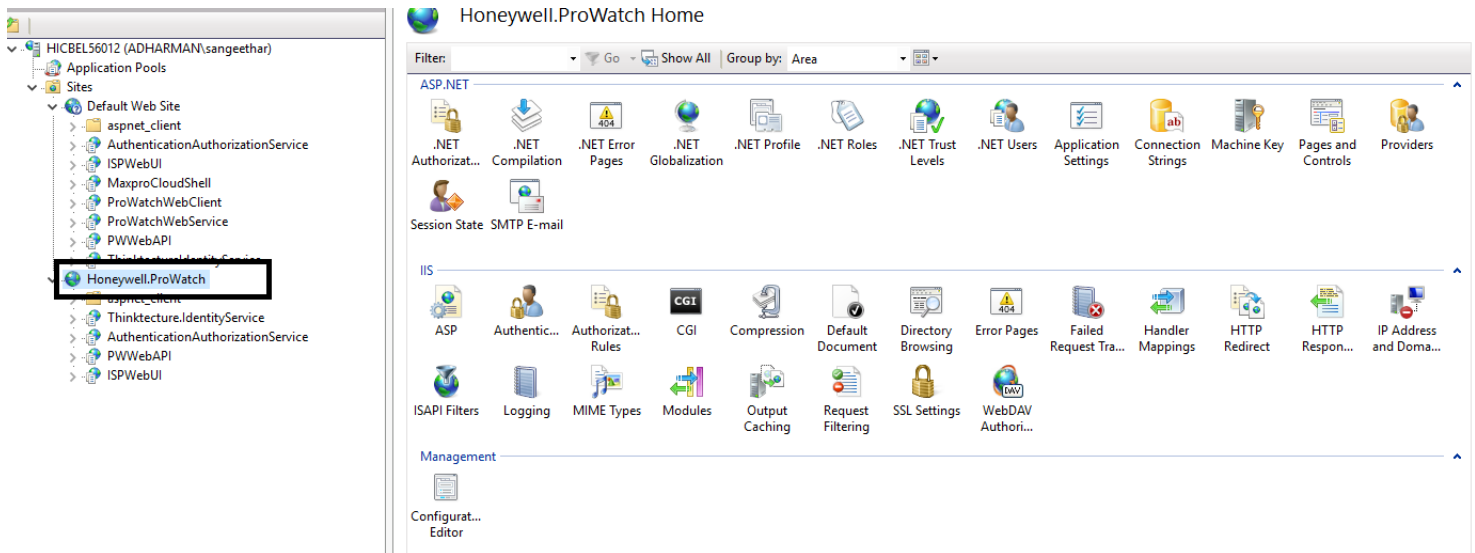 HICBEL56012 (ADHARMAN\sangeethar)
Application Pools
Sites
Default Web Site
aspnet_client
AuthenticationAuthorizationService
ISPWebUI
MaxproCloudShell
ProWatchWebClient
ProWatchWebService
PWWebAPI
ThinktectureIdentityService
Honeywell.ProWatch
aspnet_client
Thinktecture.IdentityService
AuthenticationAuthorizationService
PWWebAPI
ISPWebUI
Honeywell.ProWatch Home
Filter: Go Show All Group by: Area
ASP.NET
.NET Authorizat...
.NET Compilation
.NET Error Pages
.NET Globalization
.NET Profile
.NET Roles
.NET Trust Levels
.NET Users
Application Settings
Connection Strings
Machine Key
Pages and Controls
Providers
Session State
SMTP E-mail
IIS
ASP
Authentic...
Authorizat... Rules
CGI
Compression
Default Document
Directory Browsing
Error Pages
Failed Request Tra...
Handler Mappings
HTTP Redirect
HTTP Respon...
IP Address and Doma...
ISAPI Filters
Logging
MIME Types
Modules
Output Caching
Request Filtering
SSL Settings
WebDAV Authori...
Management
Configurat... Editor